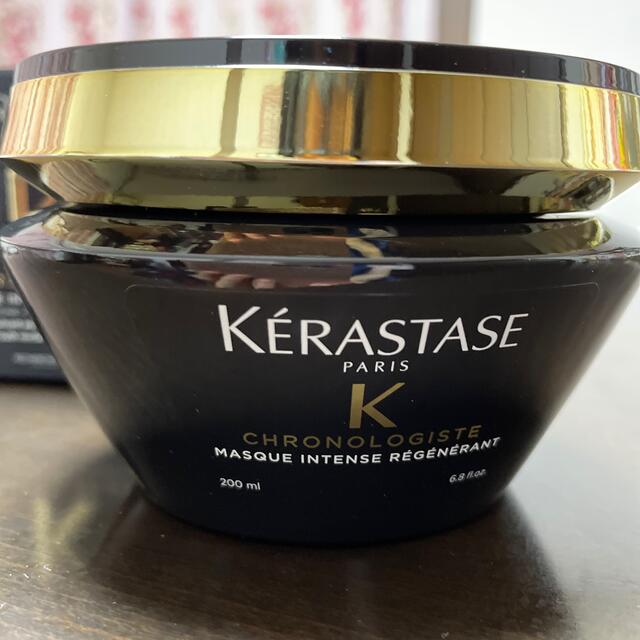 KÉRASTASE
PARIS
K
CHRONOLOGISTE
MASQUE INTENSE RÉGÉNÉRANT
200 ml
6.8 fl.oz.